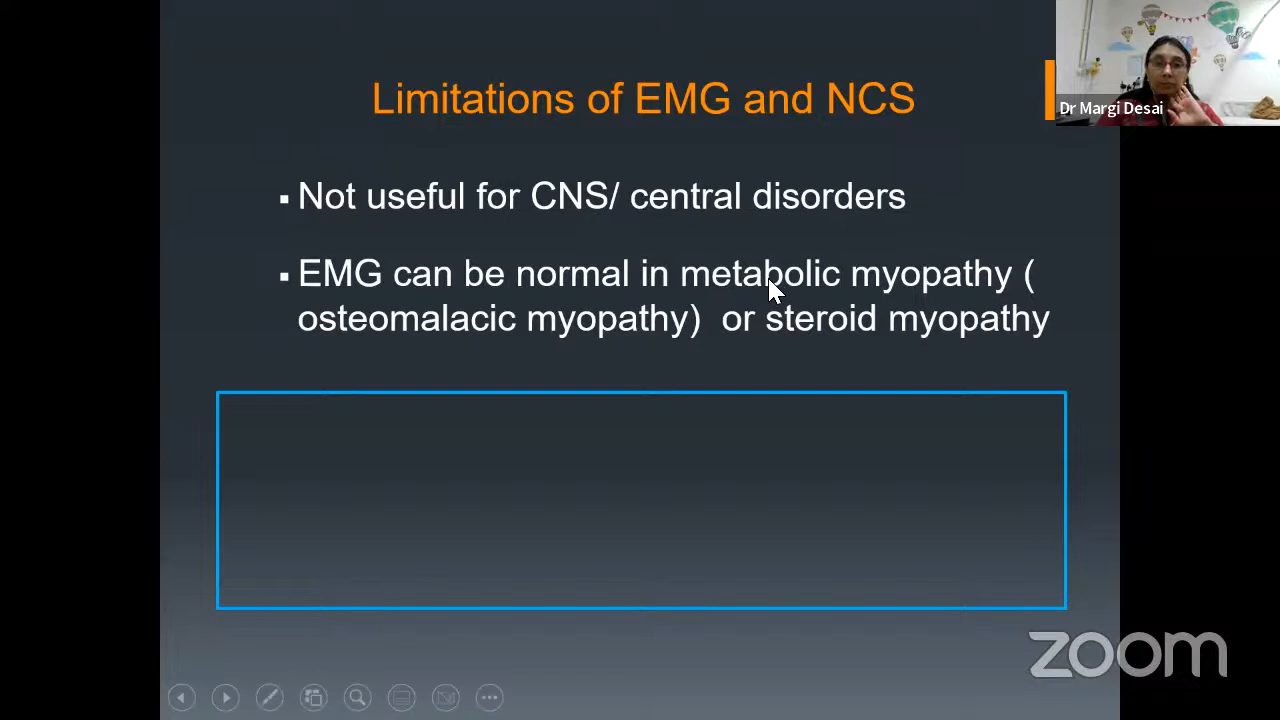 Limitations of EMG and NCS
Dr Margi Desai
▪ Not useful for CNS/ central disorders
▪ EMG can be normal in metabolic myopathy (
osteomalacic myopathy)  or steroid myopathy
zoom